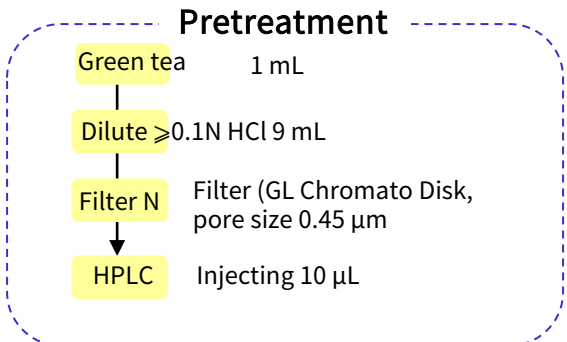 Pretreatment
Green tea 1 mL
Dilute ⩾0.1N HCl 9 mL
Filter N Filter (GL Chromato Disk,
pore size 0.45 µm
HPLC Injecting 10 µL